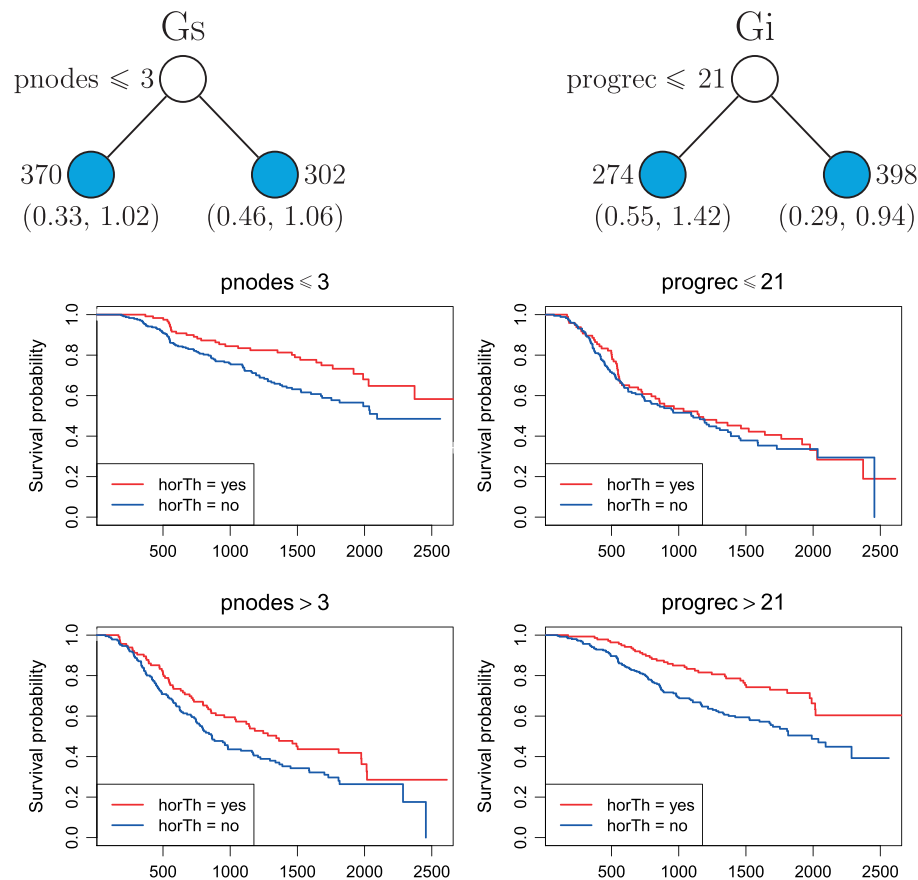 Gs
pnodes ⩽ 3
370
302
(0.33, 1.02)
(0.46, 1.06)
Gi
progrec ⩽ 21
274
398
(0.55, 1.42)
(0.29, 0.94)
pnodes ⩽ 3
Survival probability
1.0
0.8
0.6
0.4
0.2
0.0
horTh = yes
horTh = no
500 1000 1500 2000 2500
progrec ⩽ 21
Survival probability
1.0
0.8
0.6
0.4
0.2
0.0
horTh = yes
horTh = no
500 1000 1500 2000 2500
pnodes > 3
Survival probability
1.0
0.8
0.6
0.4
0.2
0.0
horTh = yes
horTh = no
500 1000 1500 2000 2500
progrec > 21
Survival probability
1.0
0.8
0.6
0.4
0.2
0.0
horTh = yes
horTh = no
500 1000 1500 2000 2500